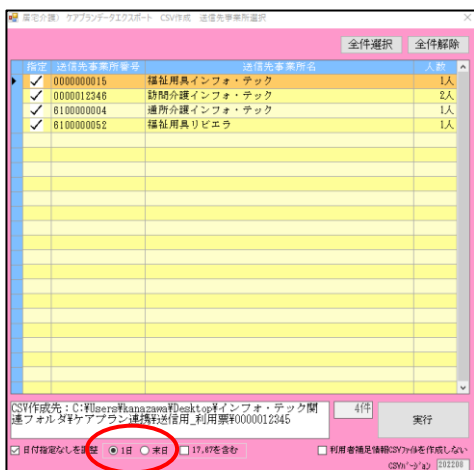 居宅介護） ケアプランデータエクスポート CSV作成 送信先事業所選択
全件選択 全件解除
指定 送信先事業所番号 送信先事業所名 人数
0000000015 福祉用具インフォ・テック 1人
0000012346 訪問介護インフォ・テック 2人
6100000004 通所介護インフォ・テック 1人
6100000052 福祉用具リビエラ 1人
CSV作成先：C:¥Users¥kanazawa¥Desktop¥インフォ・テック関
連フォルダ¥ケアプラン連携¥送信用_利用票¥0000012345
4件
実行
日付指定なしを調整 1日 末日 17,67を含む 利用者補足情報CSVファイルを作成しない
CSVバージョン 202208